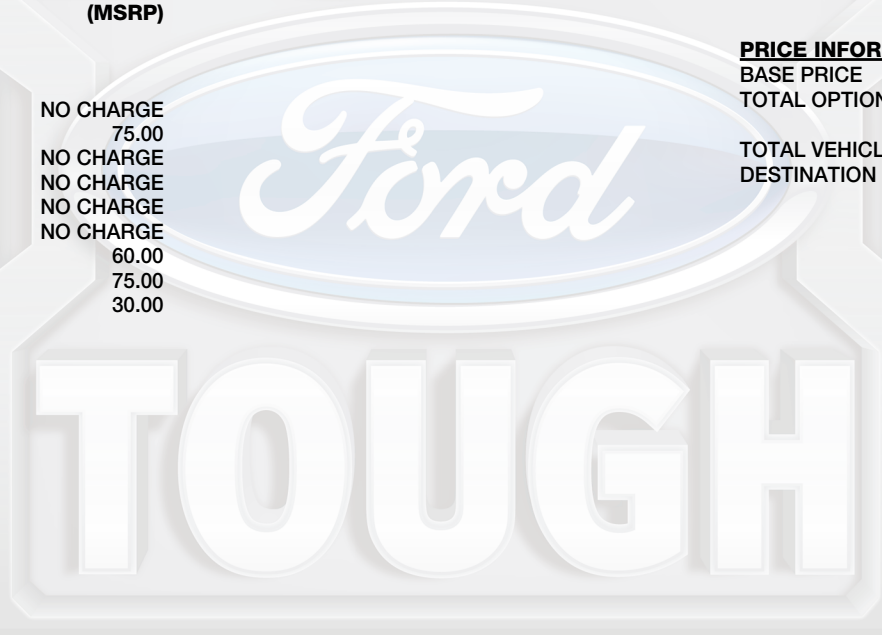 (MSRP)
NO CHARGE
75.00
NO CHARGE
NO CHARGE
NO CHARGE
NO CHARGE
60.00
75.00
30.00
PRICE INFOR
BASE PRICE
TOTAL OPTION
TOTAL VEHICL
DESTINATION
Ford
TOUGH